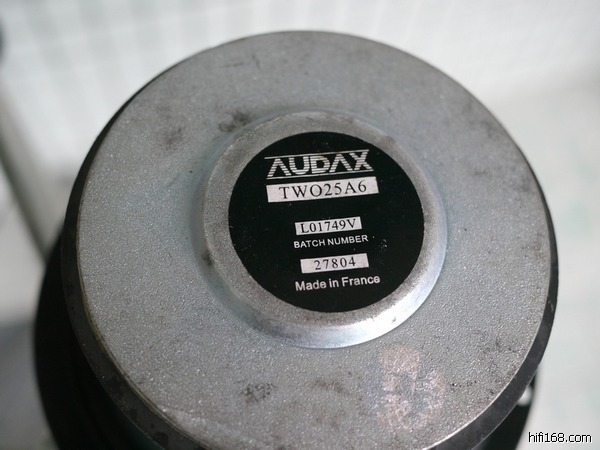 AUDAX
TWO25A6
L01749V
BATCH NUMBER
27804
Made in France
hifi168.com